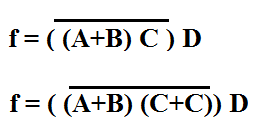 f = ( (A+B) C ) D
f = ( (A+B) (C+C)) D